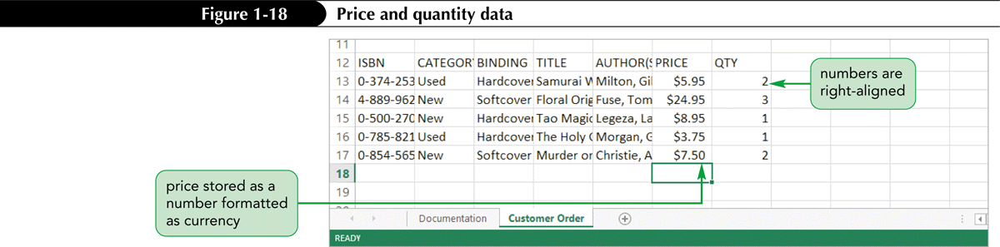 Figure 1-18 Price and quantity data
11
12 ISBN CATEGOR BINDING TITLE AUTHOR(S PRICE QTY
13 0-374-253 Used Hardcover Samurai W Milton, Gil $5.95 2
14 4-889-962 New Softcover Floral Orig Fuse, Tom $24.95 3
15 0-500-270 New Hardcover Tao Magic Legeza, La $8.95 1
16 0-785-821 Used Hardcover The Holy Morgan, G $3.75 1
17 0-854-565 New Softcover Murder or Christie, A $7.50 2
18
19
numbers are
right-aligned
price stored as a
number formatted
as currency
Documentation Customer Order
READY